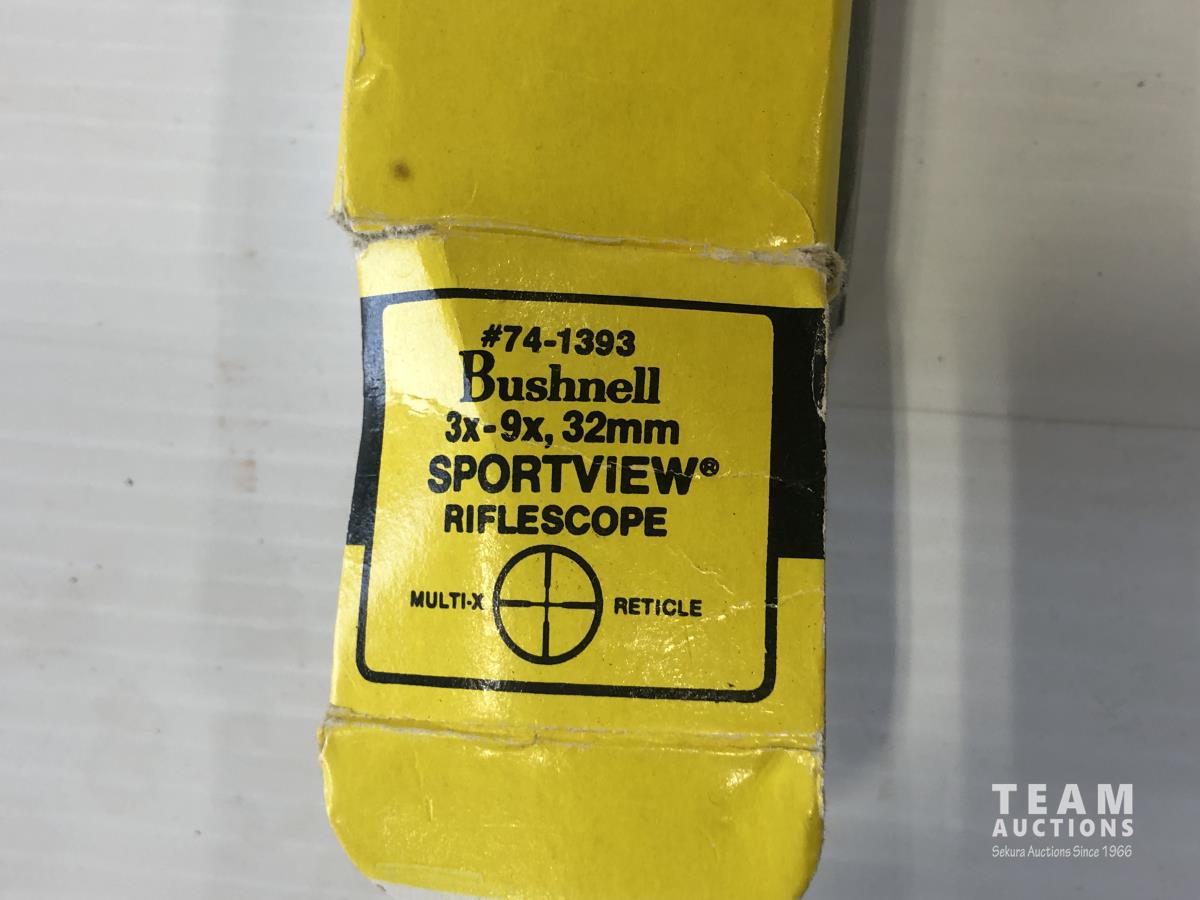 #74-1393
Bushnell
3x-9x, 32mm
SPORTVIEW®
RIFLESCOPE
MULTI-X RETICLE
TEAM
AUCTIONS
Sekura Auctions Since 1966